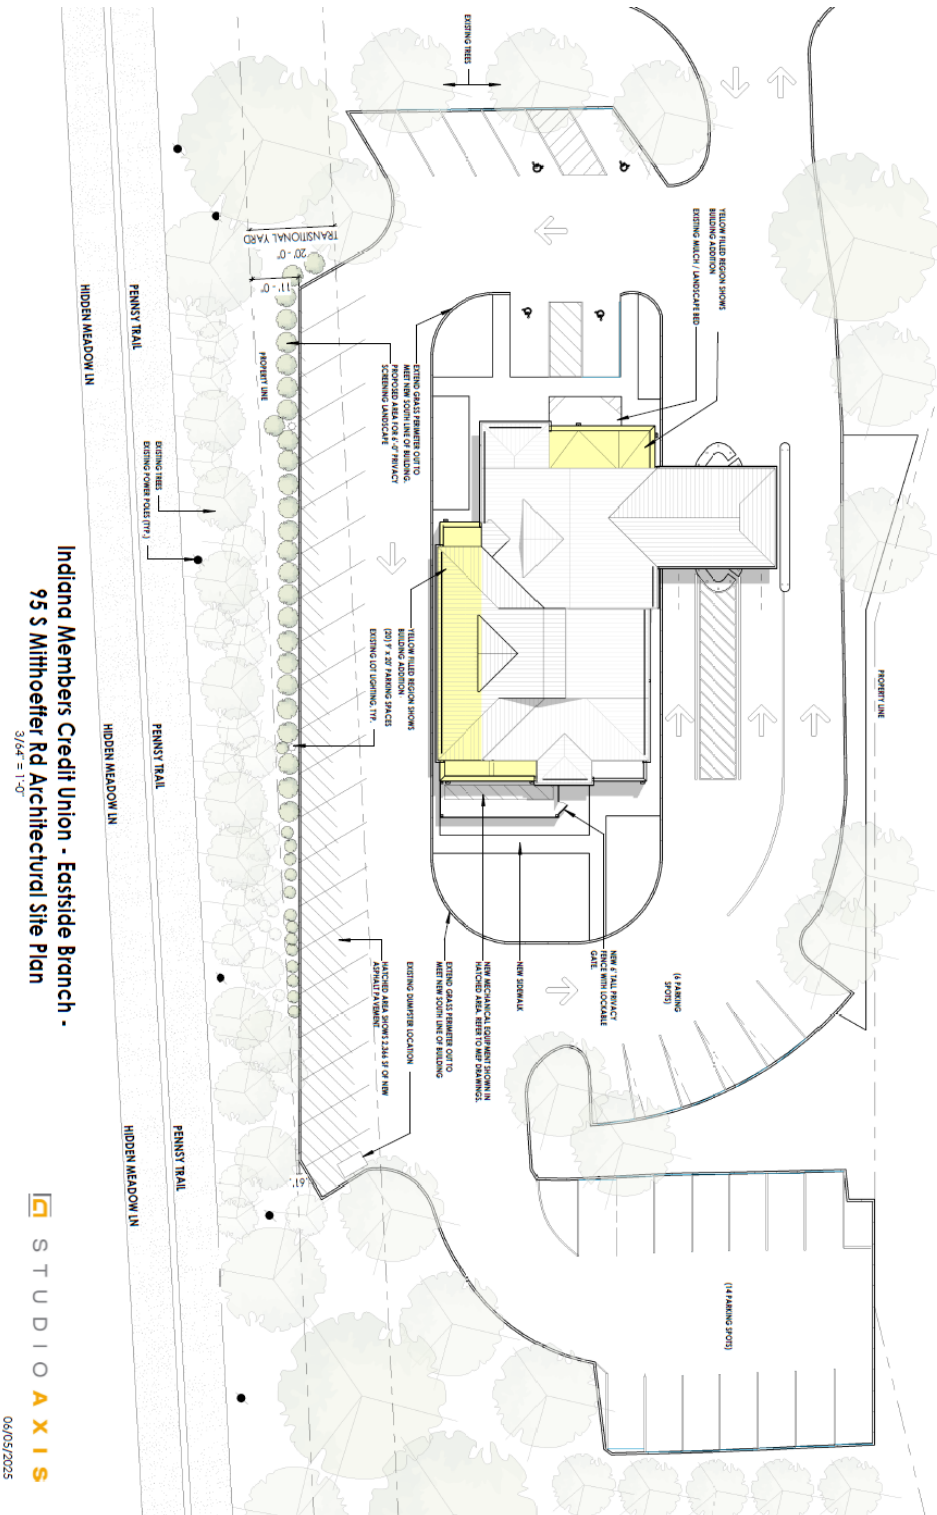 EXISTING TREES
YELLOW FILLED REGION SHOWS
BUILDING ADDITION
EXISTING MULCH / LANDSCAPE BED
20' - 0"
TRANSITIONAL YARD
11' - 0"
PROPERTY LINE
EXTEND GRASS PERIMETER OUT TO
MEET NEW SOUTH LINE OF BUILDING.
PROPOSED AREA FOR 6'-0" PRIVACY
SCREENING LANDSCAPE
PENNSY TRAIL
HIDDEN MEADOW LN
EXISTING TREES
EXISTING POWER POLES (TYP.)
YELLOW FILLED REGION SHOWS
BUILDING ADDITION
(20) 9' x 20' PARKING SPACES
EXISTING LOT LIGHTING, TYP.
PROPERTY LINE
PENNSY TRAIL
HIDDEN MEADOW LN
NEW 6' TALL PRIVACY
FENCE WITH LOCKABLE
GATE.
(6 PARKING
SPOTS)
NEW SIDEWALK
NEW MECHANICAL EQUIPMENT SHOWN IN
HATCHED AREA. REFER TO MEP DRAWINGS.
EXTEND GRASS PERIMETER OUT TO
MEET NEW SOUTH LINE OF BUILDING
EXISTING DUMPSTER LOCATION
HATCHED AREA SHOWS 2,366 SF OF NEW
ASPHALT PAVEMENT
PENNSY TRAIL
HIDDEN MEADOW LN
(14 PARKING SPOTS)
Indiana Members Credit Union - Eastside Branch -
95 S Mitthoeffer Rd Architectural Site Plan
3/64" = 1'-0"
STUDIOAXIS
06/05/2025